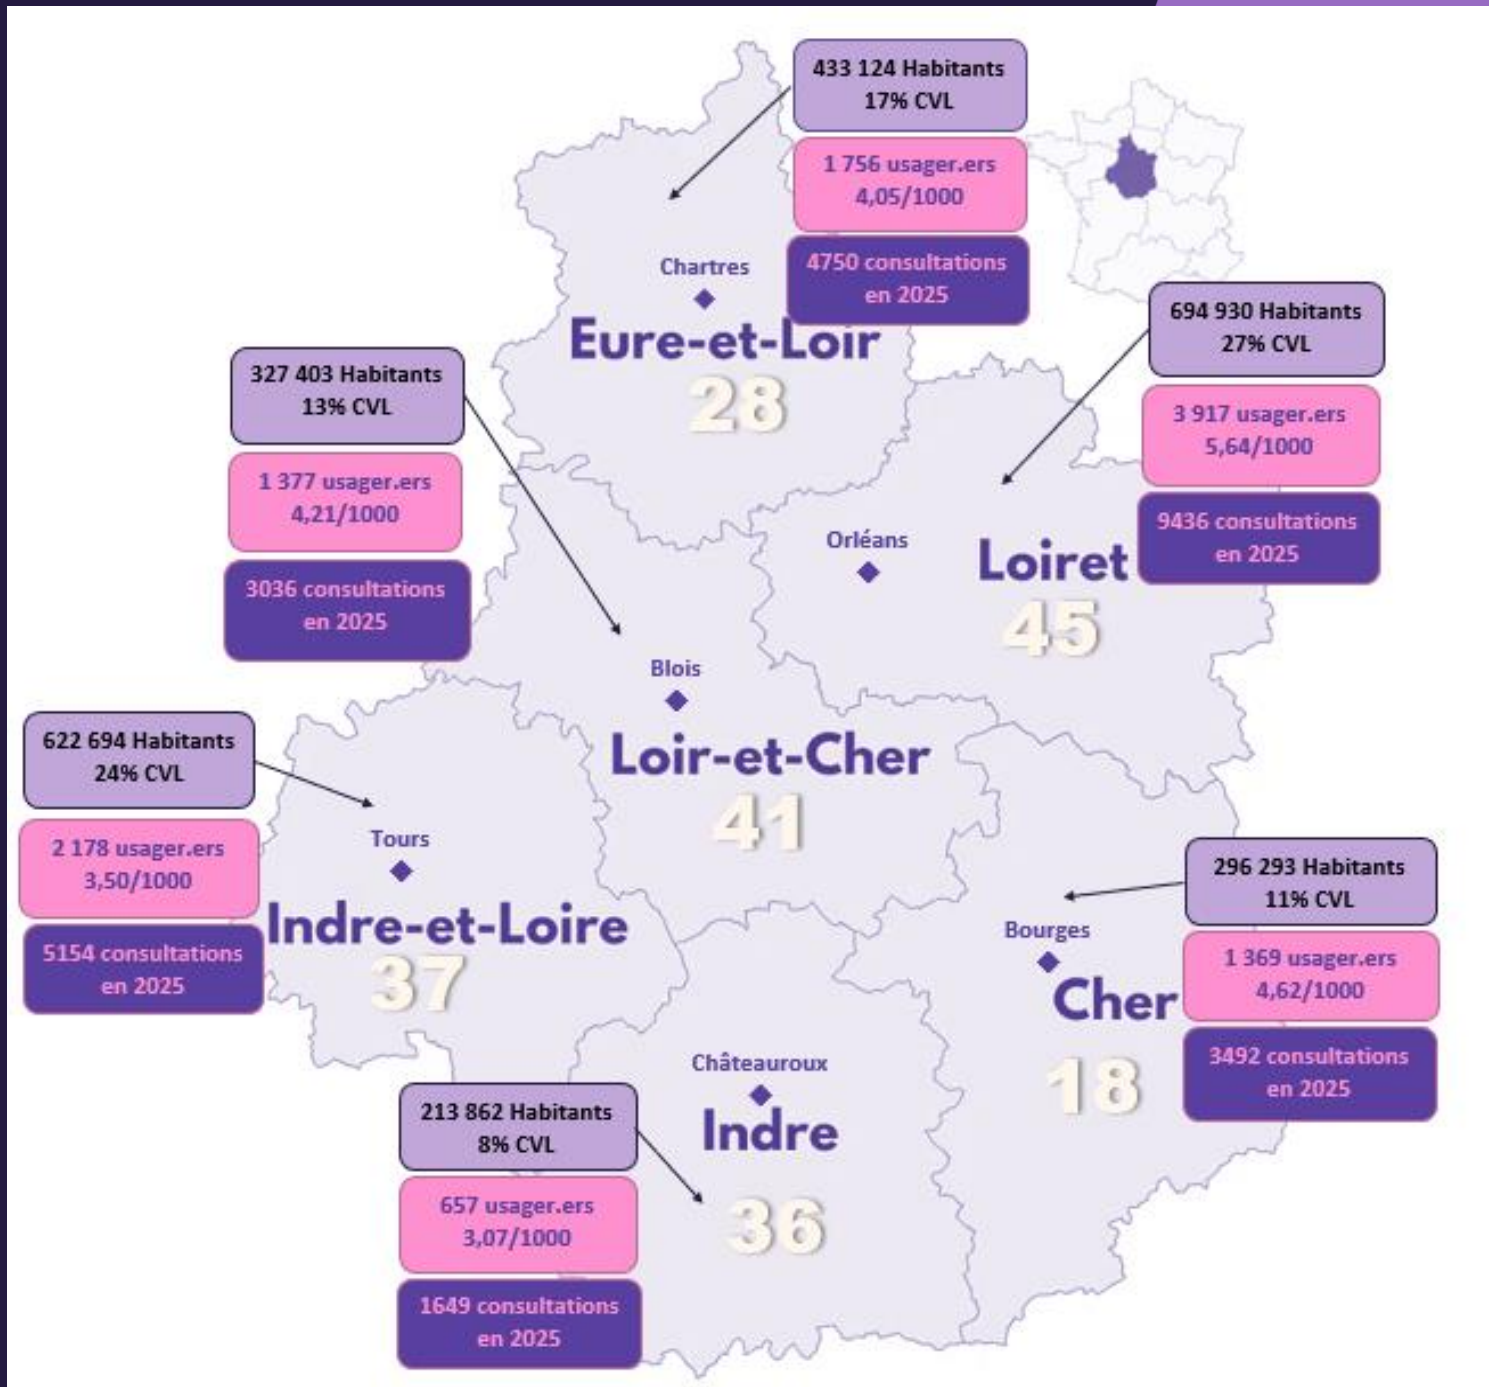 433 124 Habitants
17% CVL
1 756 usager.ers
4,05/1000
4750 consultations
en 2025
Chartres
Eure-et-Loir
28
694 930 Habitants
27% CVL
3 917 usager.ers
5,64/1000
9436 consultations
en 2025
Orléans
Loiret
45
327 403 Habitants
13% CVL
1 377 usager.ers
4,21/1000
3036 consultations
en 2025
Blois
Loir-et-Cher
41
622 694 Habitants
24% CVL
2 178 usager.ers
3,50/1000
5154 consultations
en 2025
Tours
Indre-et-Loire
37
296 293 Habitants
11% CVL
1 369 usager.ers
4,62/1000
3492 consultations
en 2025
Bourges
Cher
18
213 862 Habitants
8% CVL
657 usager.ers
3,07/1000
1649 consultations
en 2025
Châteauroux
Indre
36